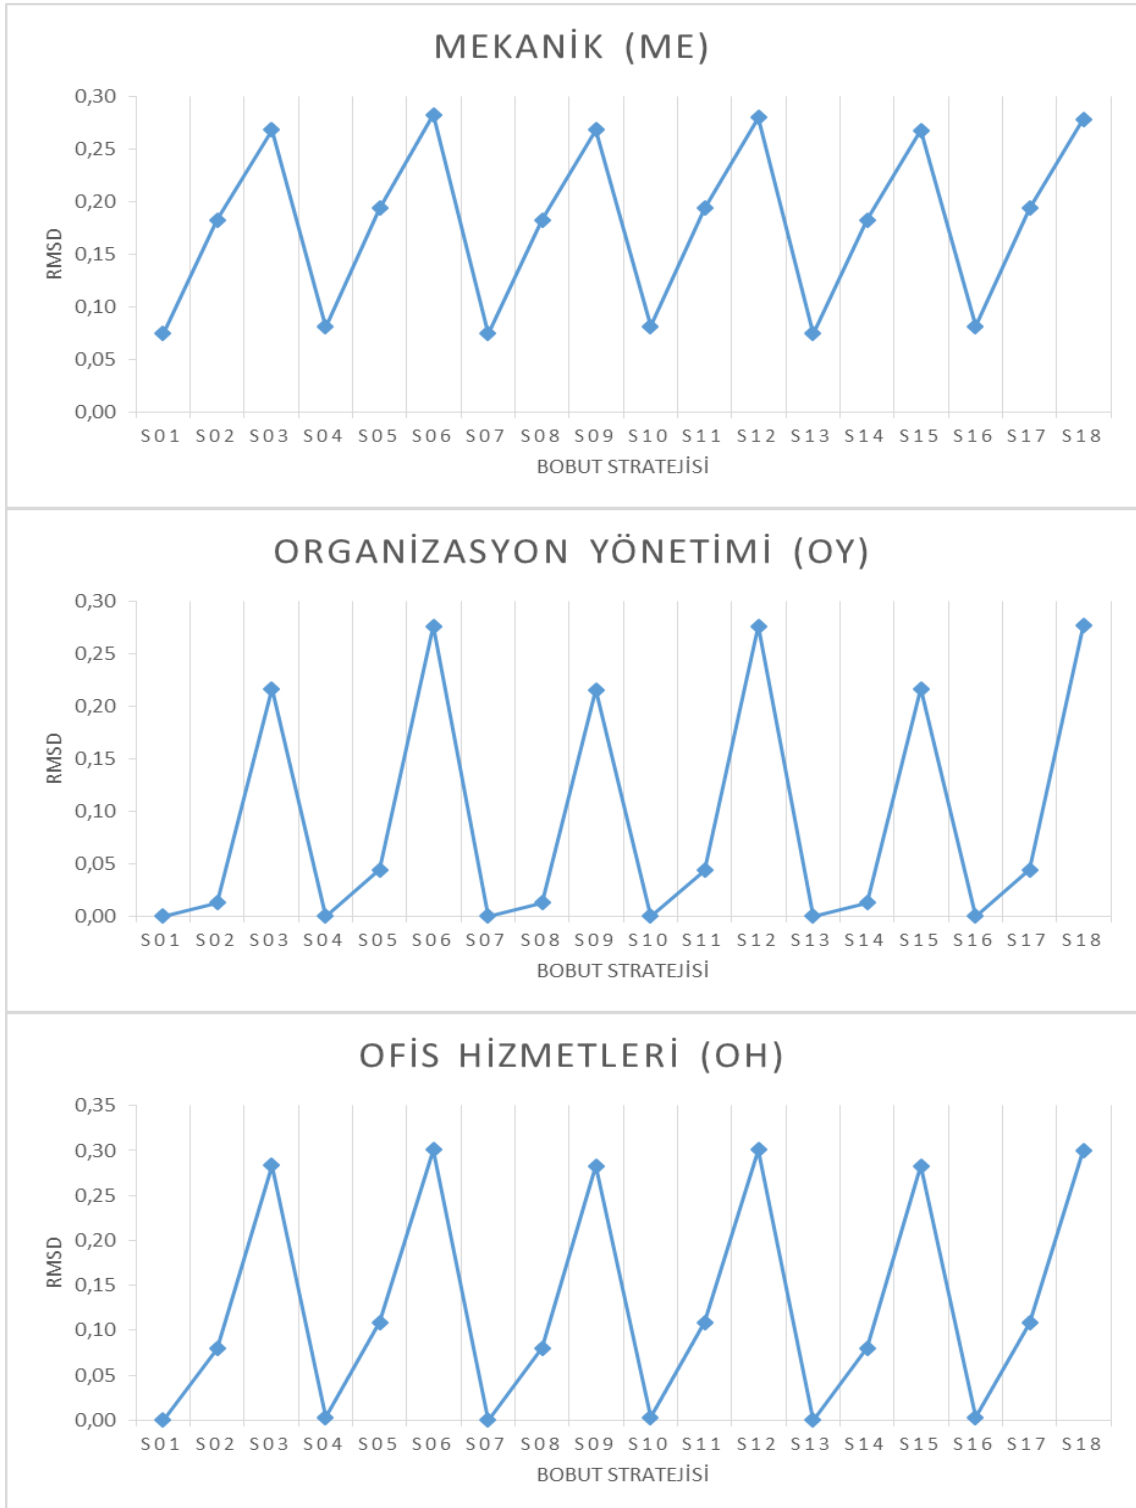 MEKANİK (ME)
0,30
0,25
0,20
0,15
0,10
0,05
0,00
RMSD
S01 S02 S03 S04 S05 S06 S07 S08 S09 S10 S11 S12 S13 S14 S15 S16 S17 S18
BOBUT STRATEJİSİ
ORGANİZASYON YÖNETİMİ (OY)
0,30
0,25
0,20
0,15
0,10
0,05
0,00
RMSD
S01 S02 S03 S04 S05 S06 S07 S08 S09 S10 S11 S12 S13 S14 S15 S16 S17 S18
BOBUT STRATEJİSİ
OFİS HİZMETLERİ (OH)
0,35
0,30
0,25
0,20
0,15
0,10
0,05
0,00
RMSD
S01 S02 S03 S04 S05 S06 S07 S08 S09 S10 S11 S12 S13 S14 S15 S16 S17 S18
BOBUT STRATEJİSİ